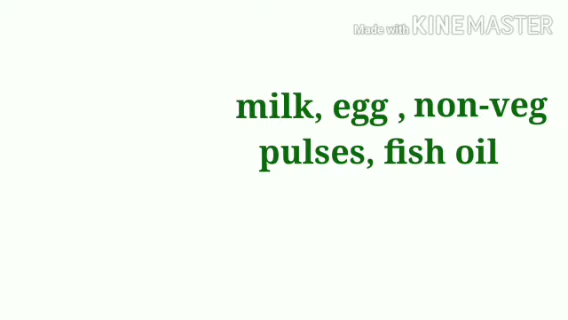 Made with KINEMASTER
milk, egg , non-veg
pulses, fish oil